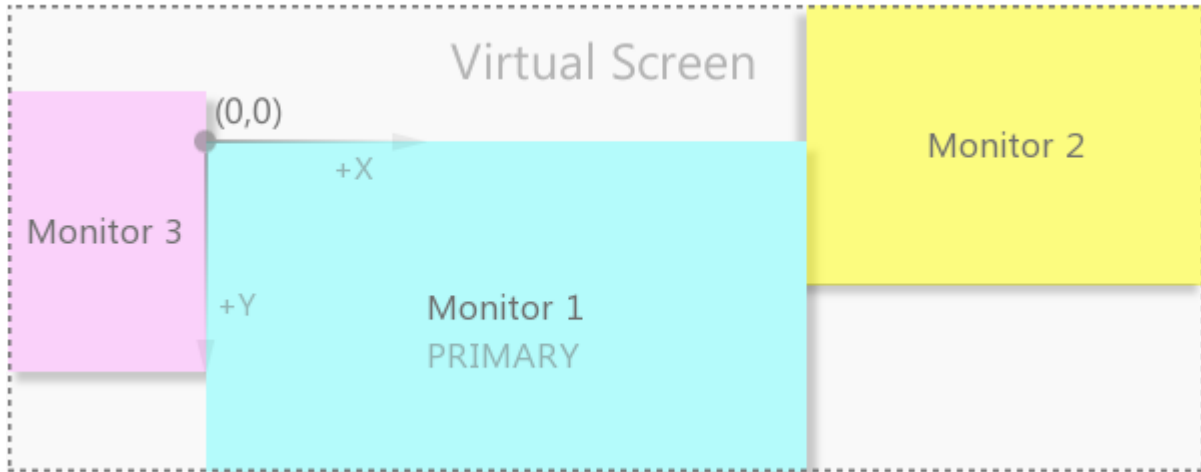 Virtual Screen
(0,0)
+X
Monitor 2
Monitor 3
+Y
Monitor 1
PRIMARY